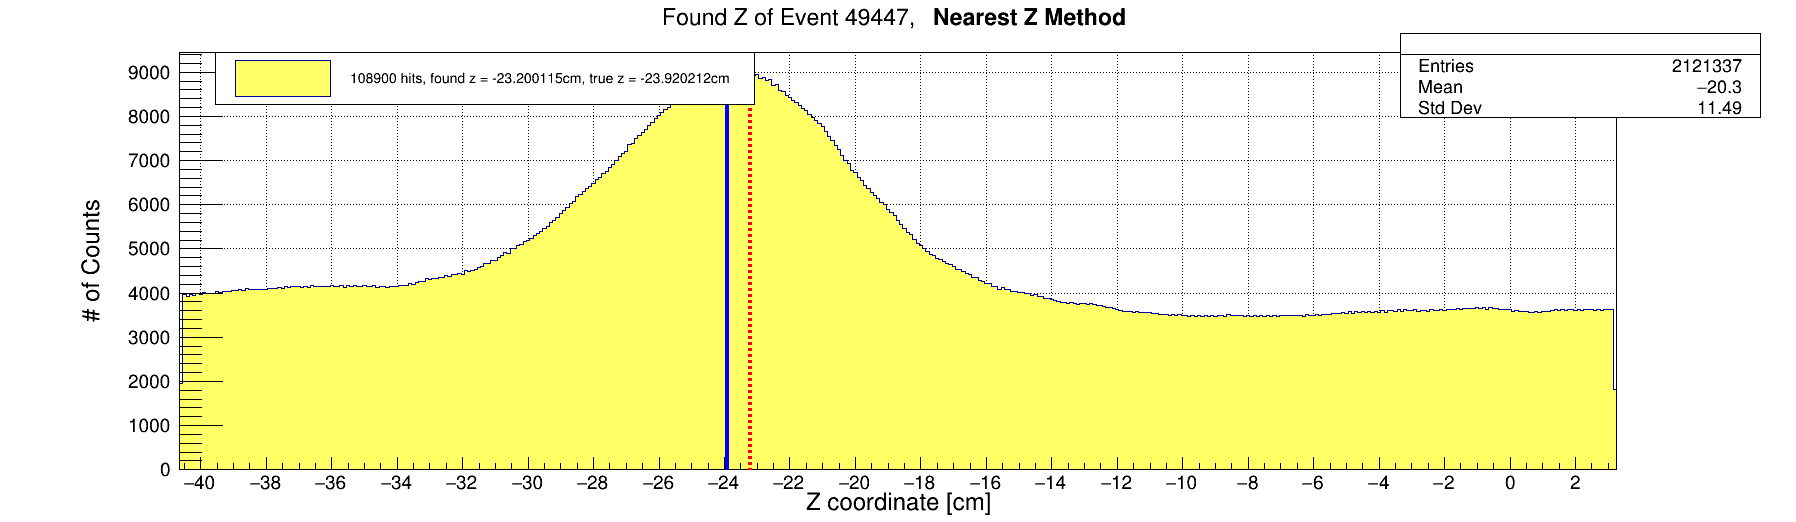 Found Z of Event 49447, Nearest Z Method
108900 hits, found z = -23.200115cm, true z = -23.920212cm
Entries 2121337
Mean −20.3
Std Dev 11.49
# of Counts
9000
8000
7000
6000
5000
4000
3000
2000
1000
0
−40 −38 −36 −34 −32 −30 −28 −26 −24 −22 −20 −18 −16 −14 −12 −10 −8 −6 −4 −2 0 2
Z coordinate [cm]